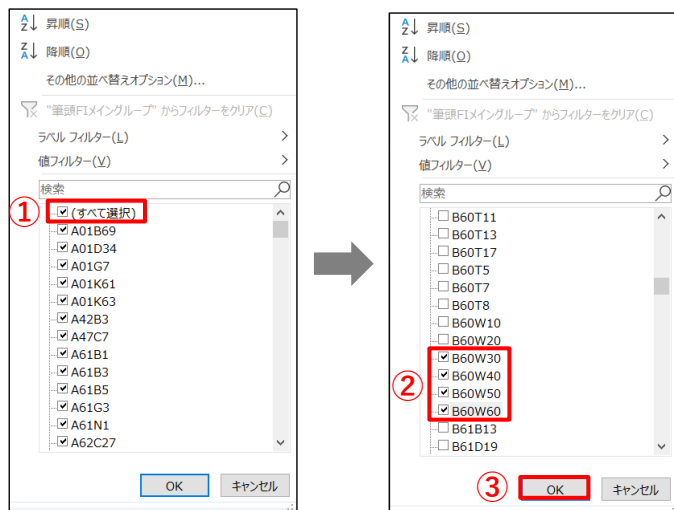 昇順(S)
降順(O)
その他の並べ替えオプション(M)...
"筆頭FIメイングループ" からフィルターをクリア(C)
ラベル フィルター(L)
値フィルター(V)
検索
①
(すべて選択)
A01B69
A01D34
A01G7
A01K61
A01K63
A42B3
A47C7
A61B1
A61B3
A61B5
A61G3
A61N1
A62C27
OK
キャンセル
昇順(S)
降順(O)
その他の並べ替えオプション(M)...
"筆頭FIメイングループ" からフィルターをクリア(C)
ラベル フィルター(L)
値フィルター(V)
検索
B60T11
B60T13
B60T17
B60T5
B60T7
B60T8
B60W10
B60W20
②
B60W30
B60W40
B60W50
B60W60
B61B13
B61D19
③
OK
キャンセル